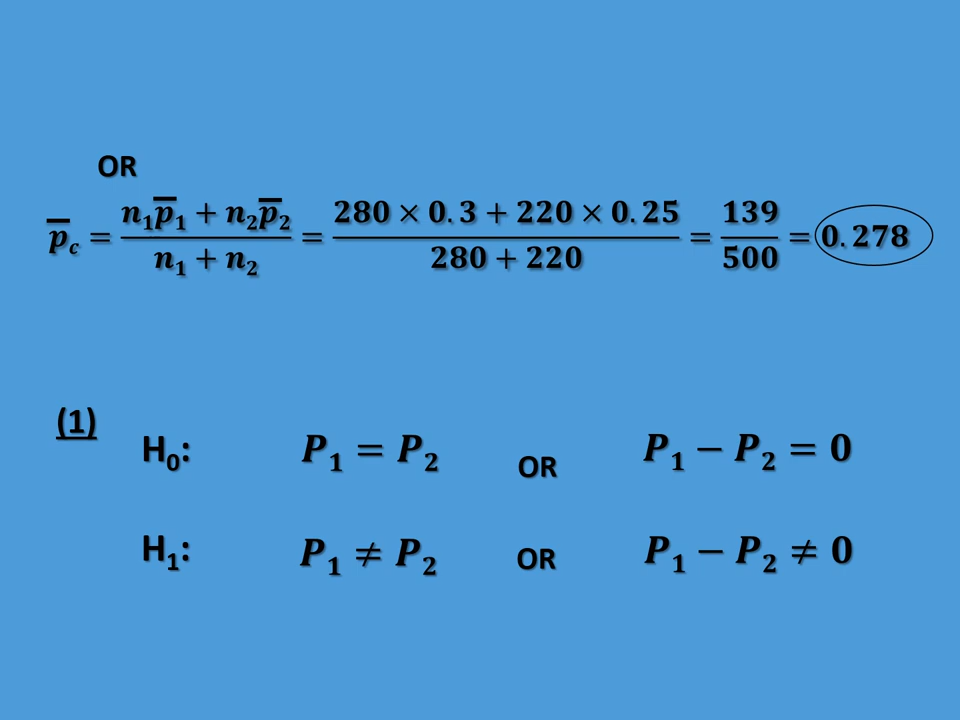 OR
p̅c = (n₁p̅₁ + n₂p̅₂) / (n₁ + n₂) = (280 × 0.3 + 220 × 0.25) / (280 + 220) = 139 / 500 = 0.278
(1)
H₀: P₁ = P₂ OR P₁ − P₂ = 0
H₁: P₁ ≠ P₂ OR P₁ − P₂ ≠ 0